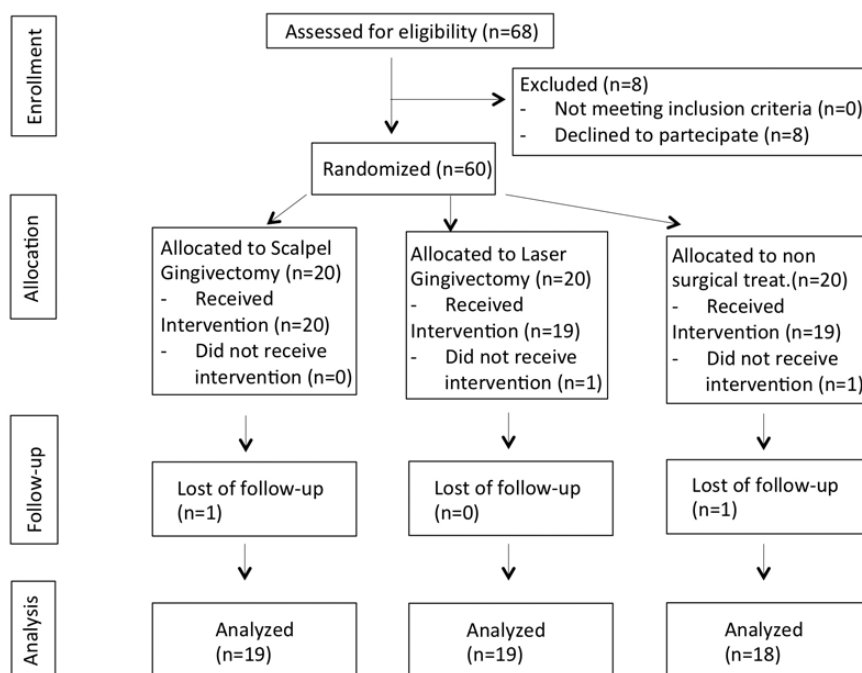 Enrollment
Assessed for eligibility (n=68)
Excluded (n=8)
- Not meeting inclusion criteria (n=0)
- Declined to partecipate (n=8)
Randomized (n=60)
Allocation
Allocated to Scalpel
Gingivectomy (n=20)
- Received
Intervention (n=20)
- Did not receive
intervention (n=0)
Allocated to Laser
Gingivectomy (n=20)
- Received
Intervention (n=19)
- Did not receive
intervention (n=1)
Allocated to non
surgical treat.(n=20)
- Received
Intervention (n=19)
- Did not receive
intervention (n=1)
Follow-up
Lost of follow-up
(n=1)
Lost of follow-up
(n=0)
Lost of follow-up
(n=1)
Analysis
Analyzed
(n=19)
Analyzed
(n=19)
Analyzed
(n=18)